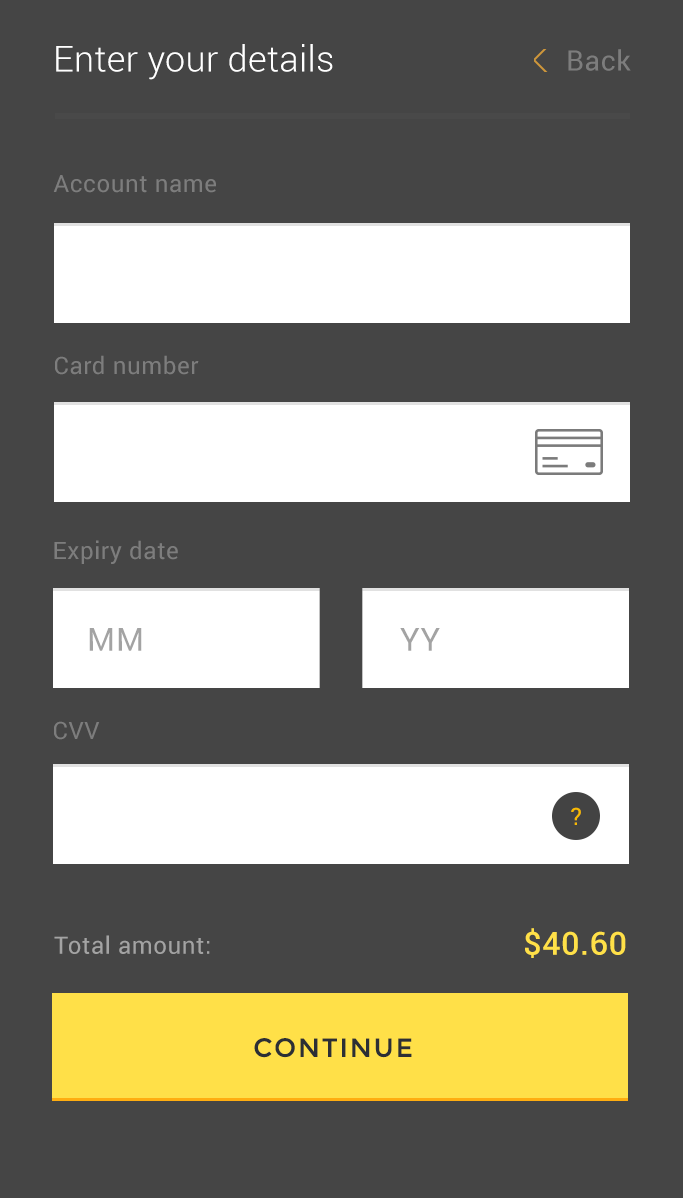 Enter your details
Back
Account name
Card number
Expiry date
MM
YY
CVV
?
Total amount:
$40.60
CONTINUE